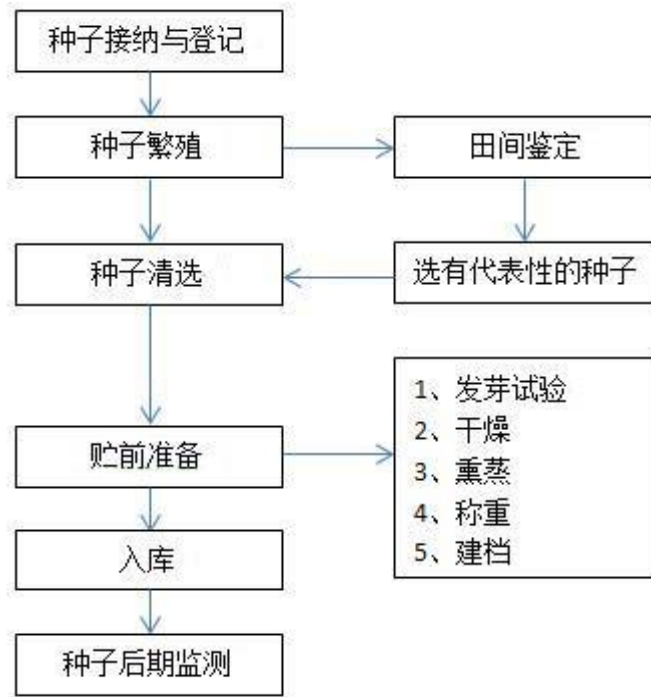 种子接纳与登记
种子繁殖
田间鉴定
种子清选
选有代表性的种子
贮前准备
1、发芽试验
2、干燥
3、熏蒸
4、称重
5、建档
入库
种子后期监测